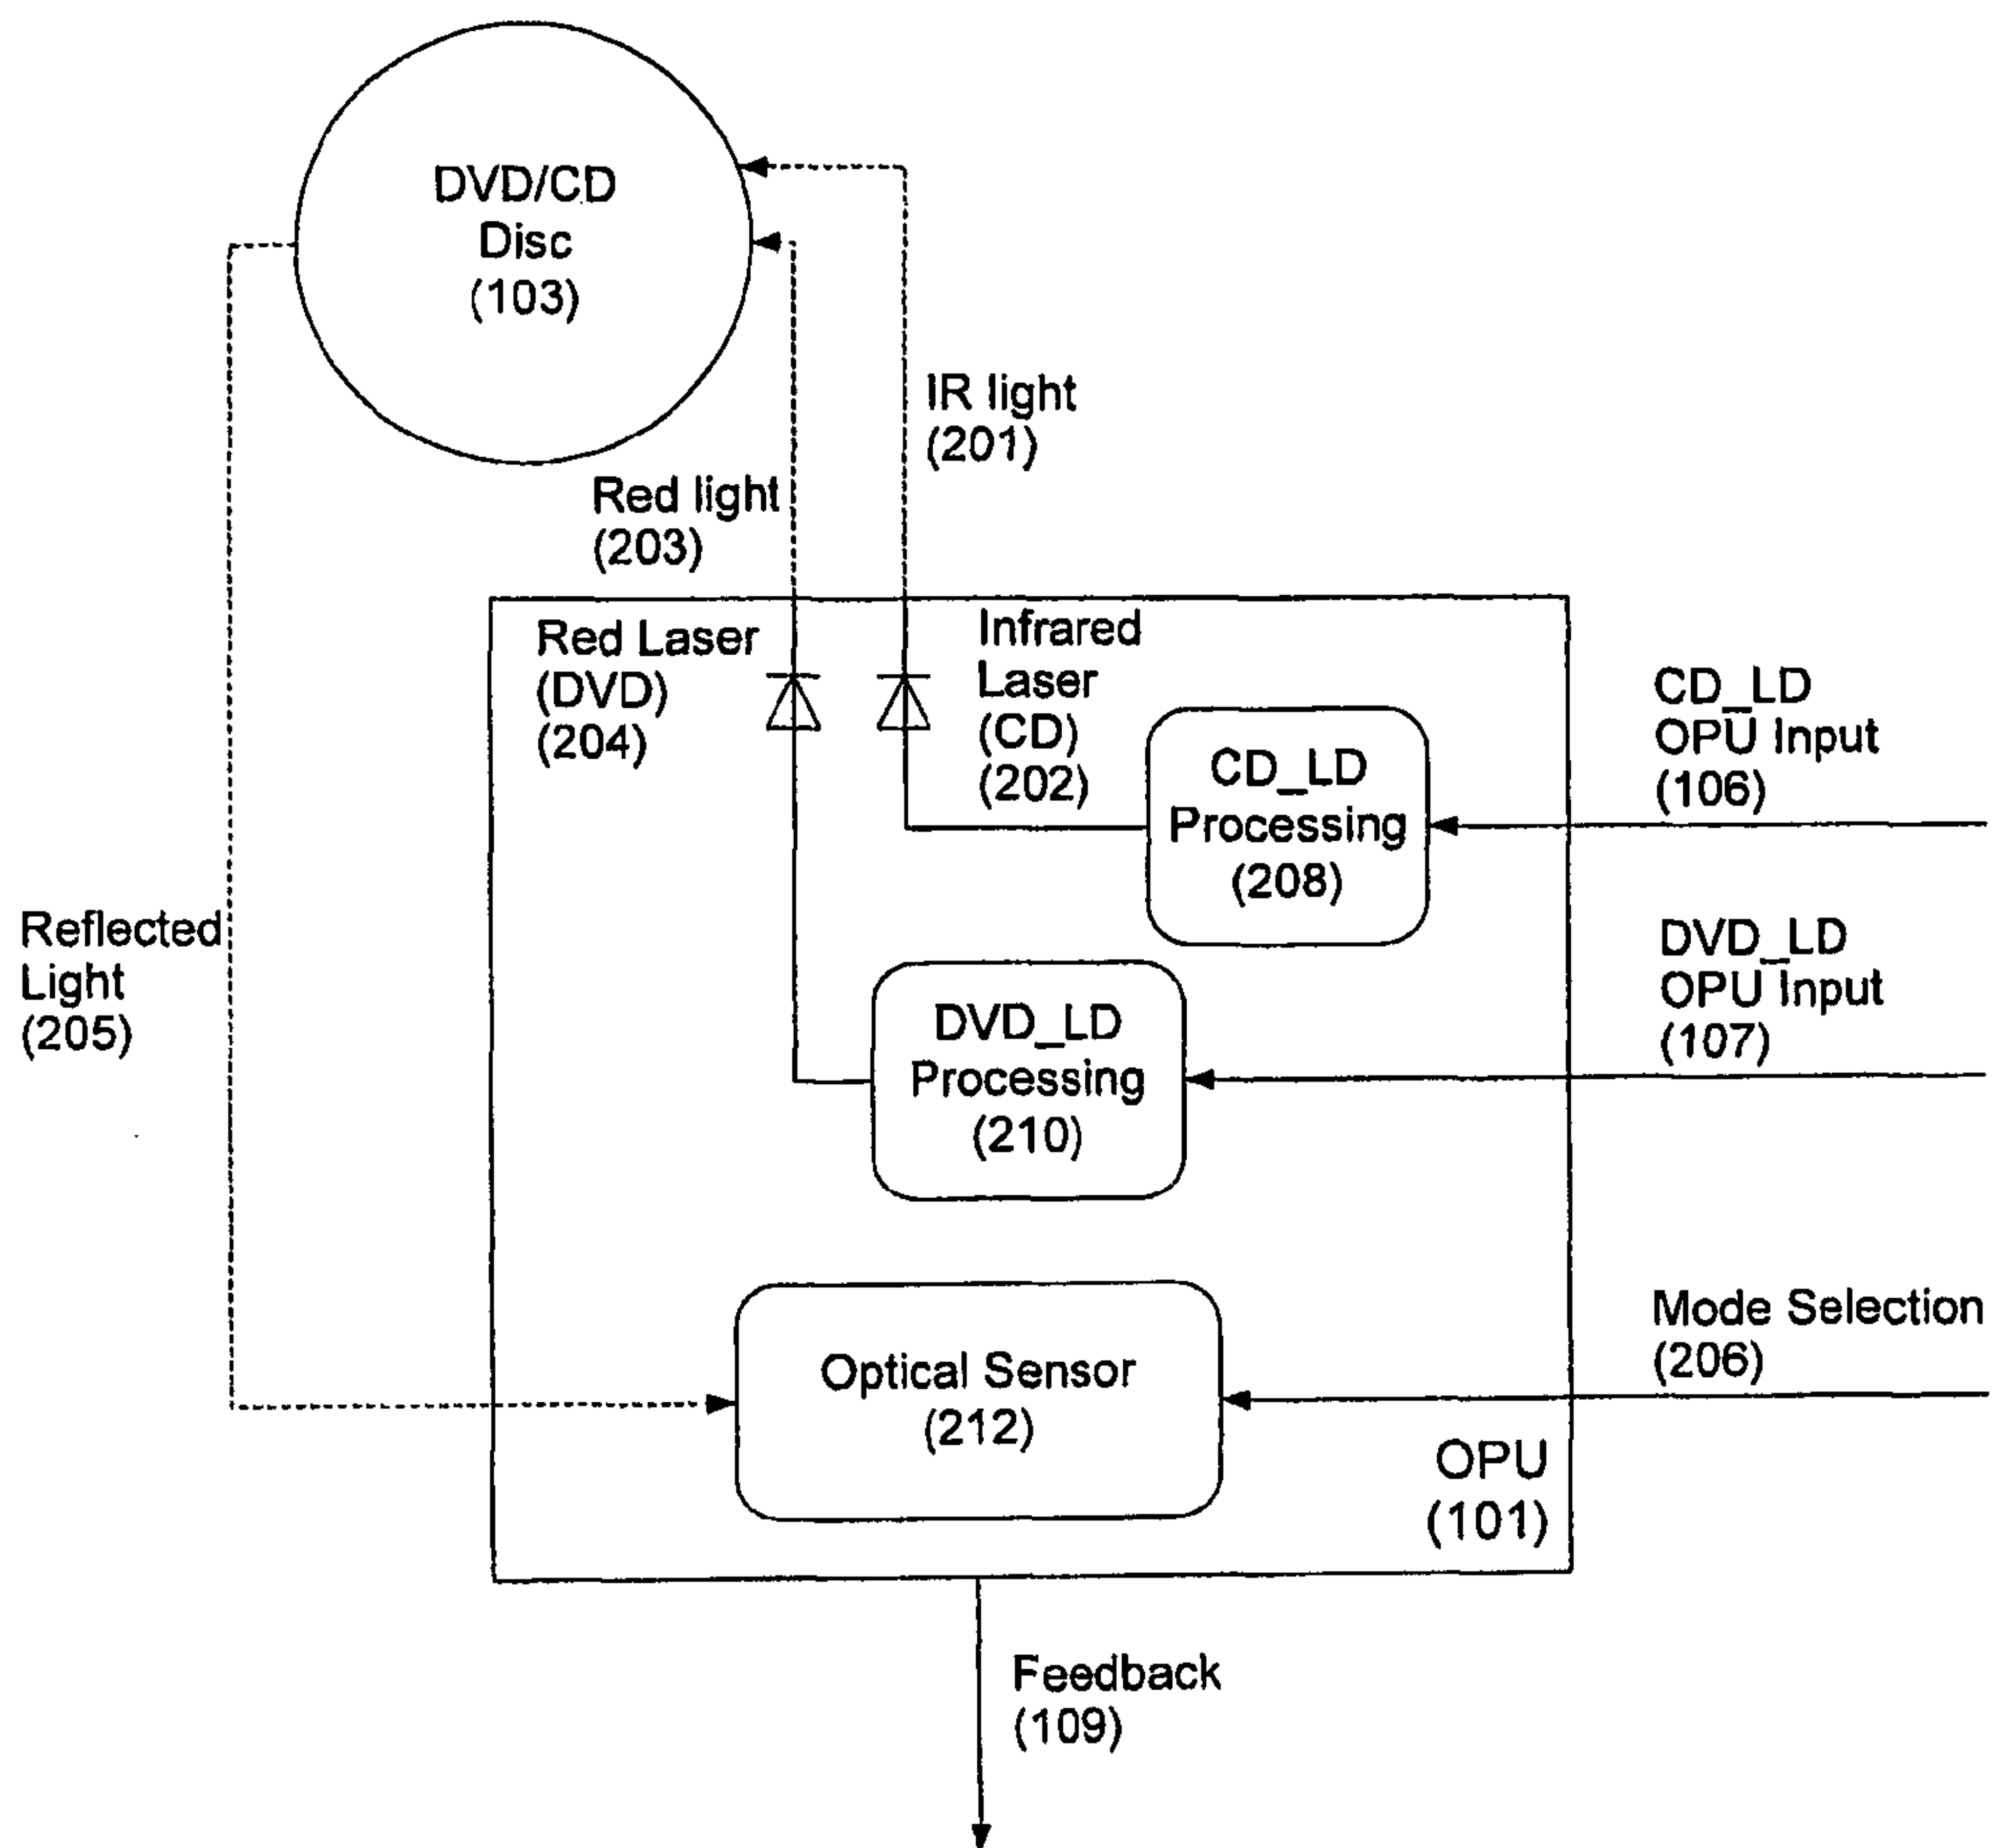 DVD/CD
Disc
(103)
IR light
(201)
Red light
(203)
Red Laser
(DVD)
(204)
Infrared
Laser
(CD)
(202)
CD_LD
Processing
(208)
CD_LD
OPU Input
(106)
Reflected
Light
(205)
DVD_LD
Processing
(210)
DVD_LD
OPU Input
(107)
Optical Sensor
(212)
Mode Selection
(206)
OPU
(101)
Feedback
(109)